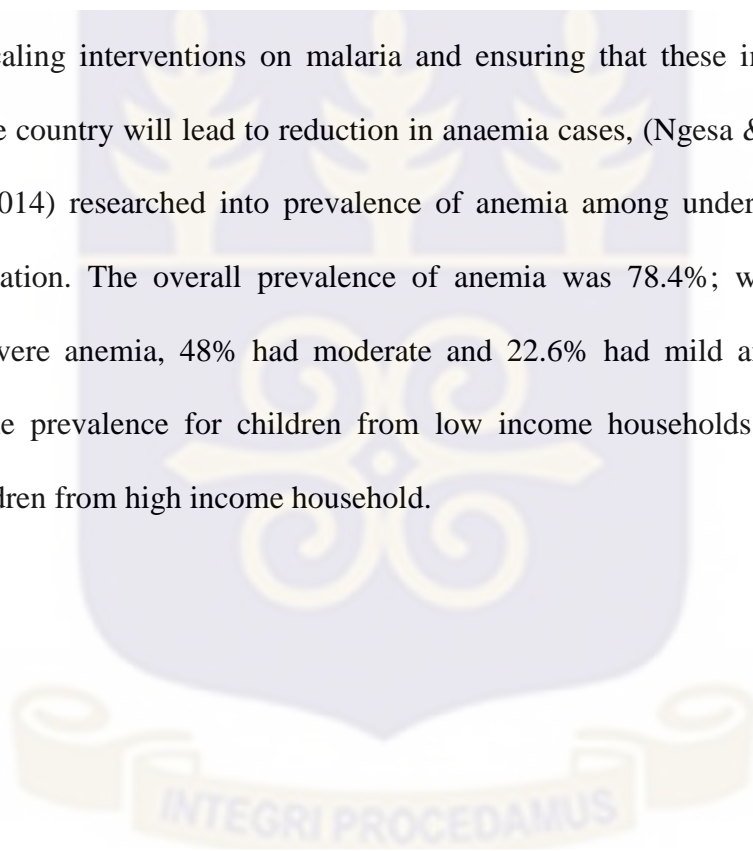 caling interventions on malaria and ensuring that these i
e country will lead to reduction in anaemia cases, (Ngesa &
014) researched into prevalence of anemia among under
ation. The overall prevalence of anemia was 78.4%; w
vere anemia, 48% had moderate and 22.6% had mild a
e prevalence for children from low income households
dren from high income household.
INTEGRI PROCEDAMUS